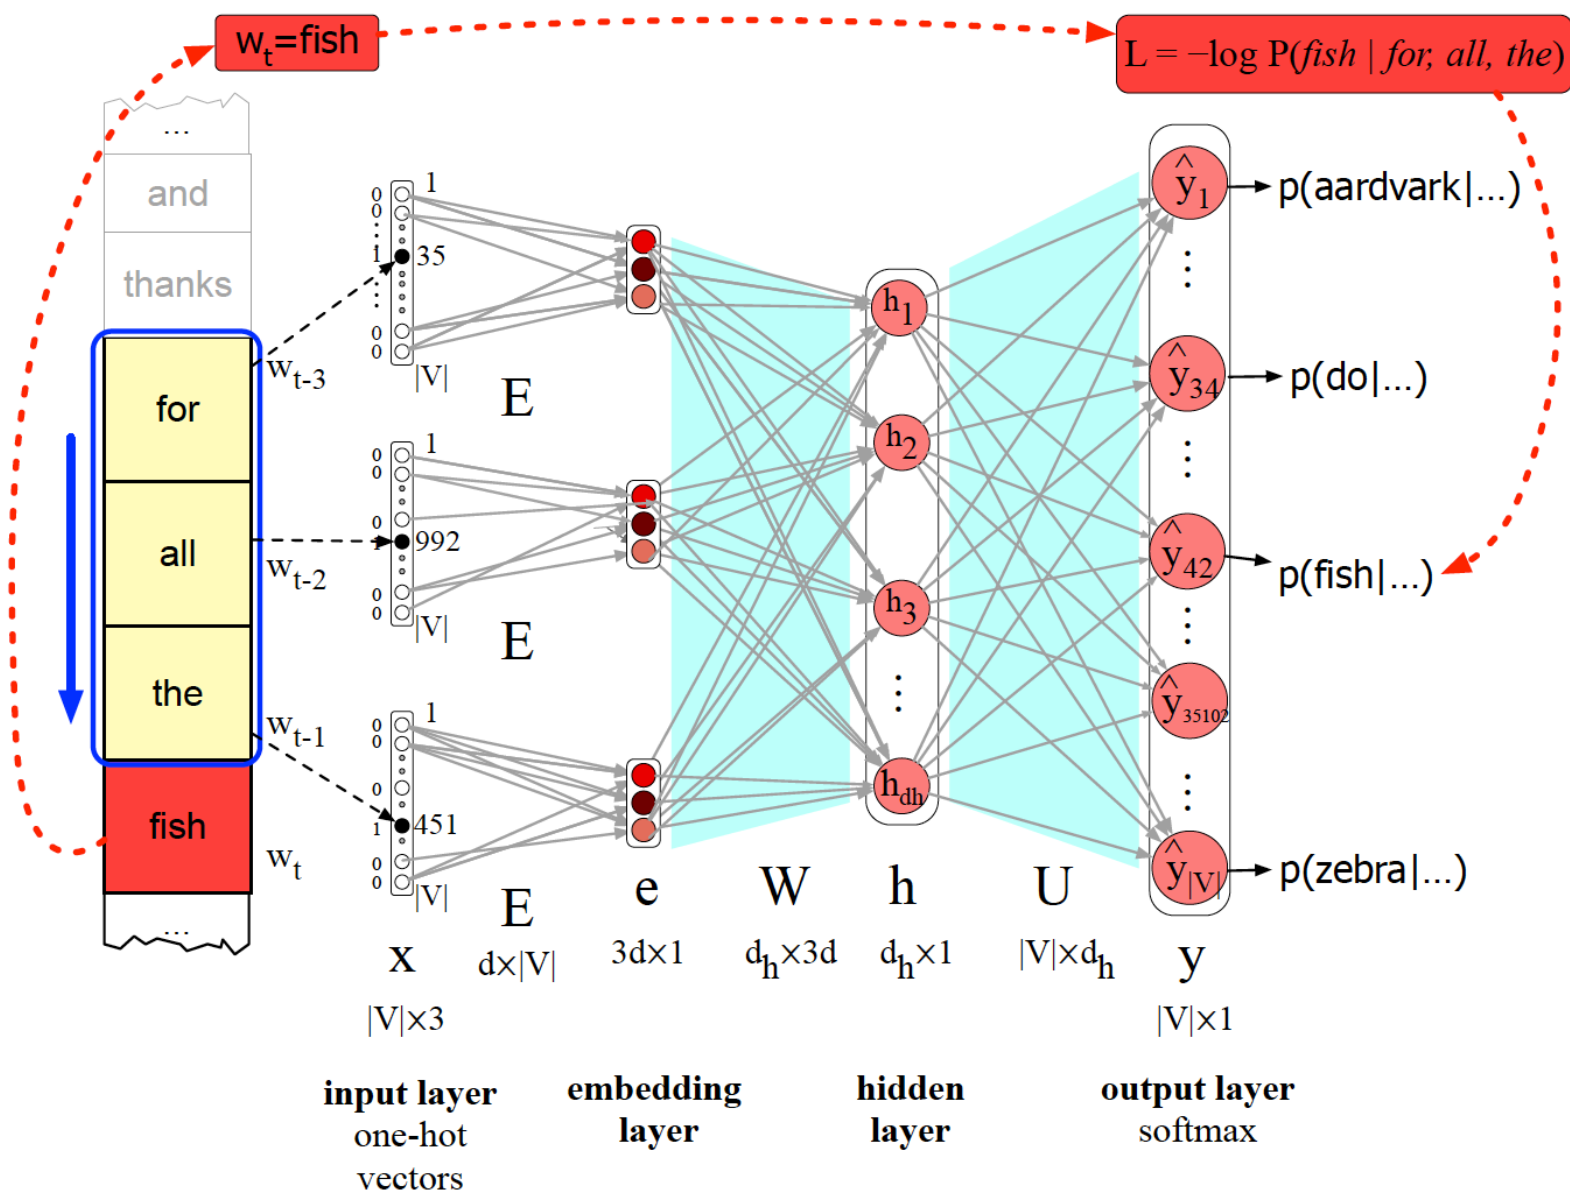 w_t=fish
L = −log P(fish | for, all, the)
...
and
thanks
for
all
the
fish
...
w_t-3
w_t-2
w_t-1
w_t
0
0
1
0
0
1
35
|V|
E
0
0
0
1
0
0
1
992
|V|
E
0
0
0
1
0
0
1
451
|V|
E
h_1
h_2
h_3
h_dh
ŷ_1
ŷ_34
ŷ_42
ŷ_35102
ŷ_|V|
p(aardvark|...)
p(do|...)
p(fish|...)
p(zebra|...)
x
|V|×3
E
d×|V|
e
3d×1
W
d_h×3d
h
d_h×1
U
|V|×d_h
y
|V|×1
input layer
one-hot
vectors
embedding
layer
hidden
layer
output layer
softmax